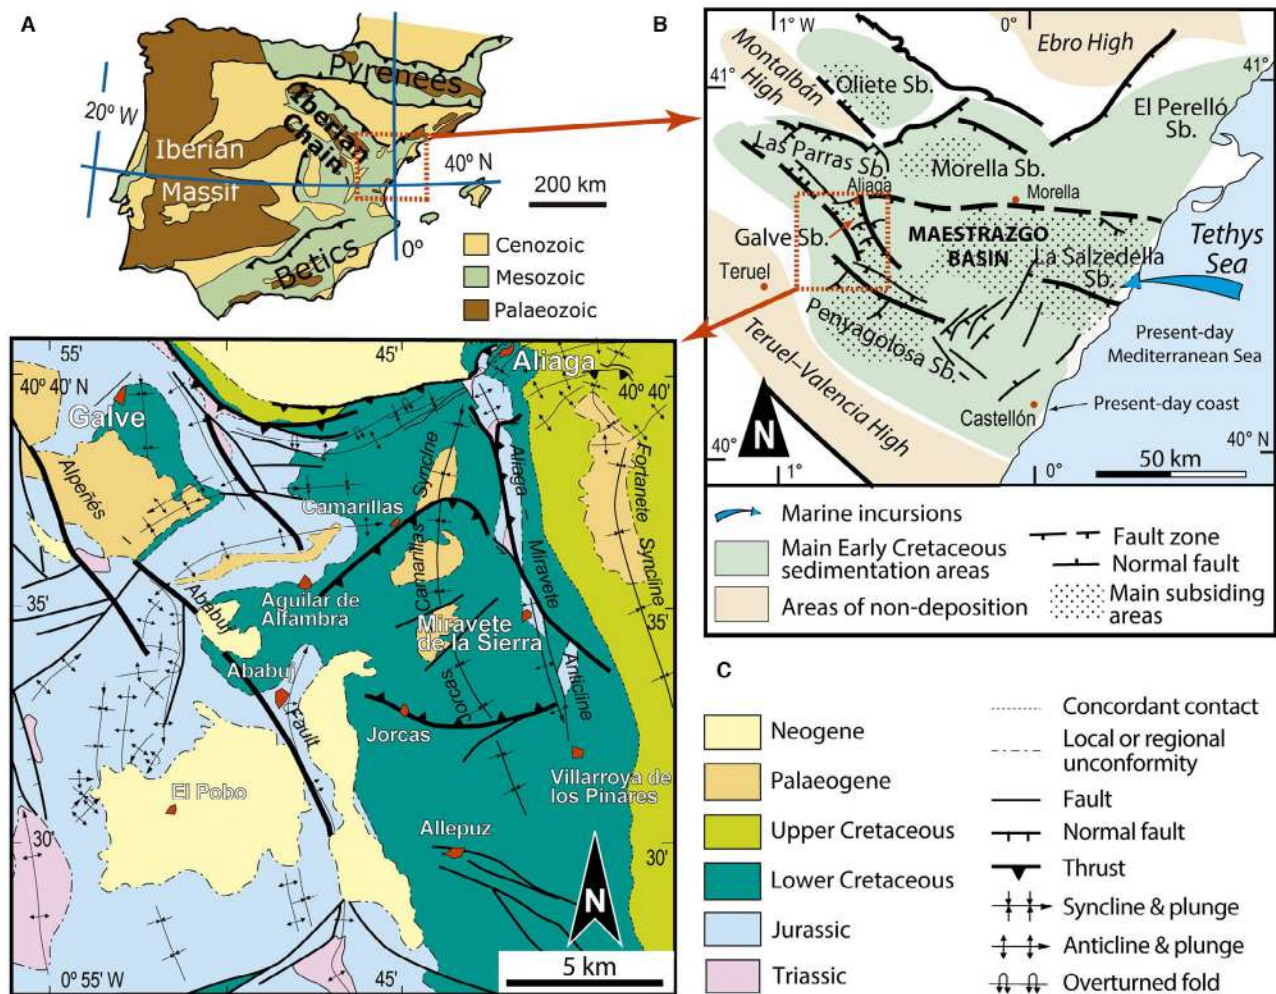 A
Pyrenees
20° W
Iberian
Chain
Iberian
Massif
40° N
200 km
0°
Betics
Cenozoic
Mesozoic
Palaeozoic
B
1° W
0°
Ebro High
Montalbán
High
41°
41°
Oliete Sb.
El Perelló
Sb.
Las Parras Sb.
Morella Sb.
Aliaga
Morella
Galve Sb.
MAESTRAZGO
BASIN
Tethys
Sea
La Salzedella
Sb.
Teruel
Penyagolosa Sb.
Present-day
Mediterranean Sea
Teruel–Valencia High
Castellón
Present-day coast
N
40°
40° N
1°
0°
50 km
Marine incursions
Main Early Cretaceous
sedimentation areas
Areas of non-deposition
Fault zone
Normal fault
Main subsiding
areas
55'
45'
40° 40' N
40° 40'
Aliaga
Galve
Alpeñés
Camarillas
Camarillas Syncline
Aliaga - Miravete Anticline
Fortanete Syncline
35'
35'
Ababuj
Aguilar de
Alfambra
Miravete
de la Sierra
Ababuj
Fault
Jorcas
Jorcas
El Pobo
Villarroya de
los Pinares
30'
30'
Allepuz
N
0° 55' W
45'
5 km
C
Neogene
Palaeogene
Upper Cretaceous
Lower Cretaceous
Jurassic
Triassic
Concordant contact
Local or regional
unconformity
Fault
Normal fault
Thrust
Syncline & plunge
Anticline & plunge
Overturned fold